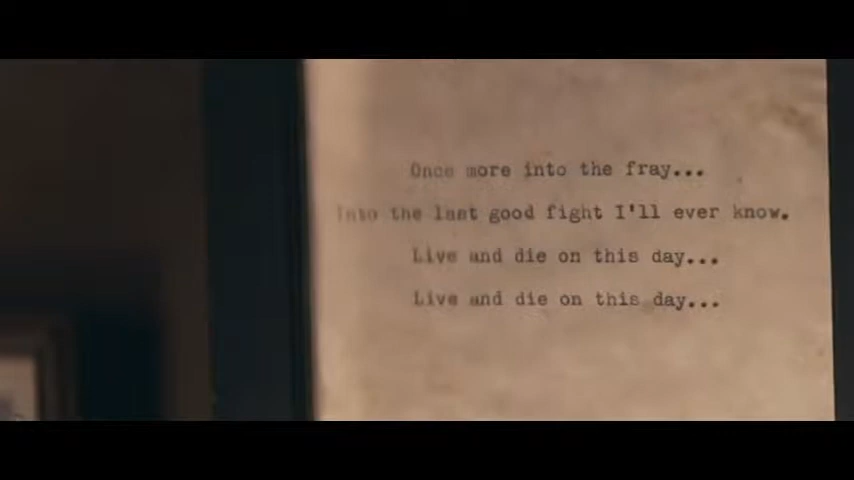 Once more into the fray...
Into the last good fight I'll ever know.
Live and die on this day...
Live and die on this day...